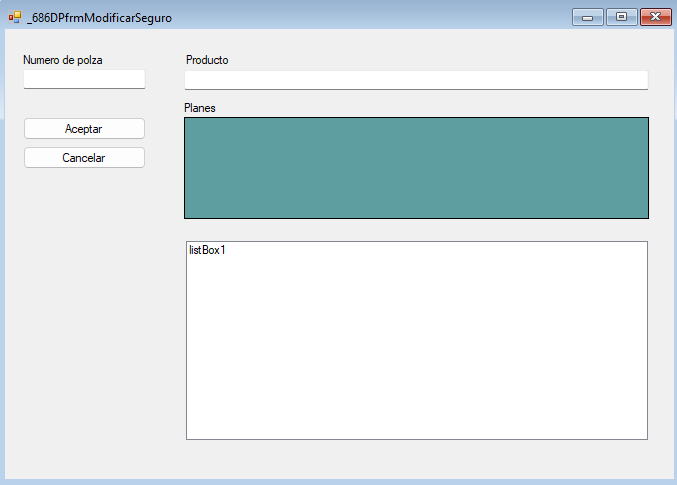 _686DPfrmModificarSeguro
Numero de polza
Producto
Planes
Aceptar
Cancelar
listBox1